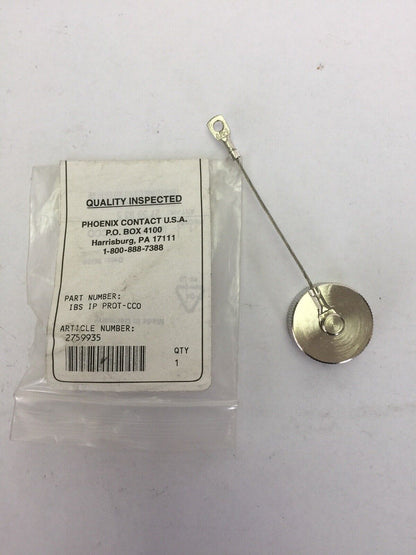 QUALITY INSPECTED
PHOENIX CONTACT U.S.A.
P.O. BOX 4100
Harrisburg, PA 17111
1-800-888-7388
PART NUMBER:
IBS IP PROT-CCO
ARTICLE NUMBER:
2759935
QTY
1